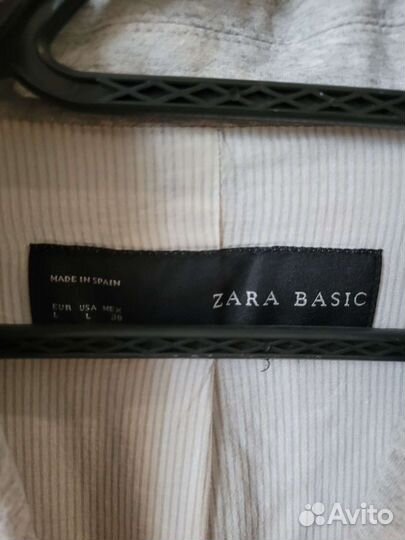 MADE IN SPAIN
ZARA BASIC
EUR USA MEX
L L 30
Avito